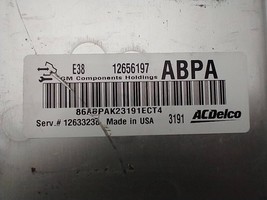 E38 12656197 ABPA
GM Components Holdings
86ABPAK23191ECT4
Serv.# 12633238 Made in USA 3191 ACDelco